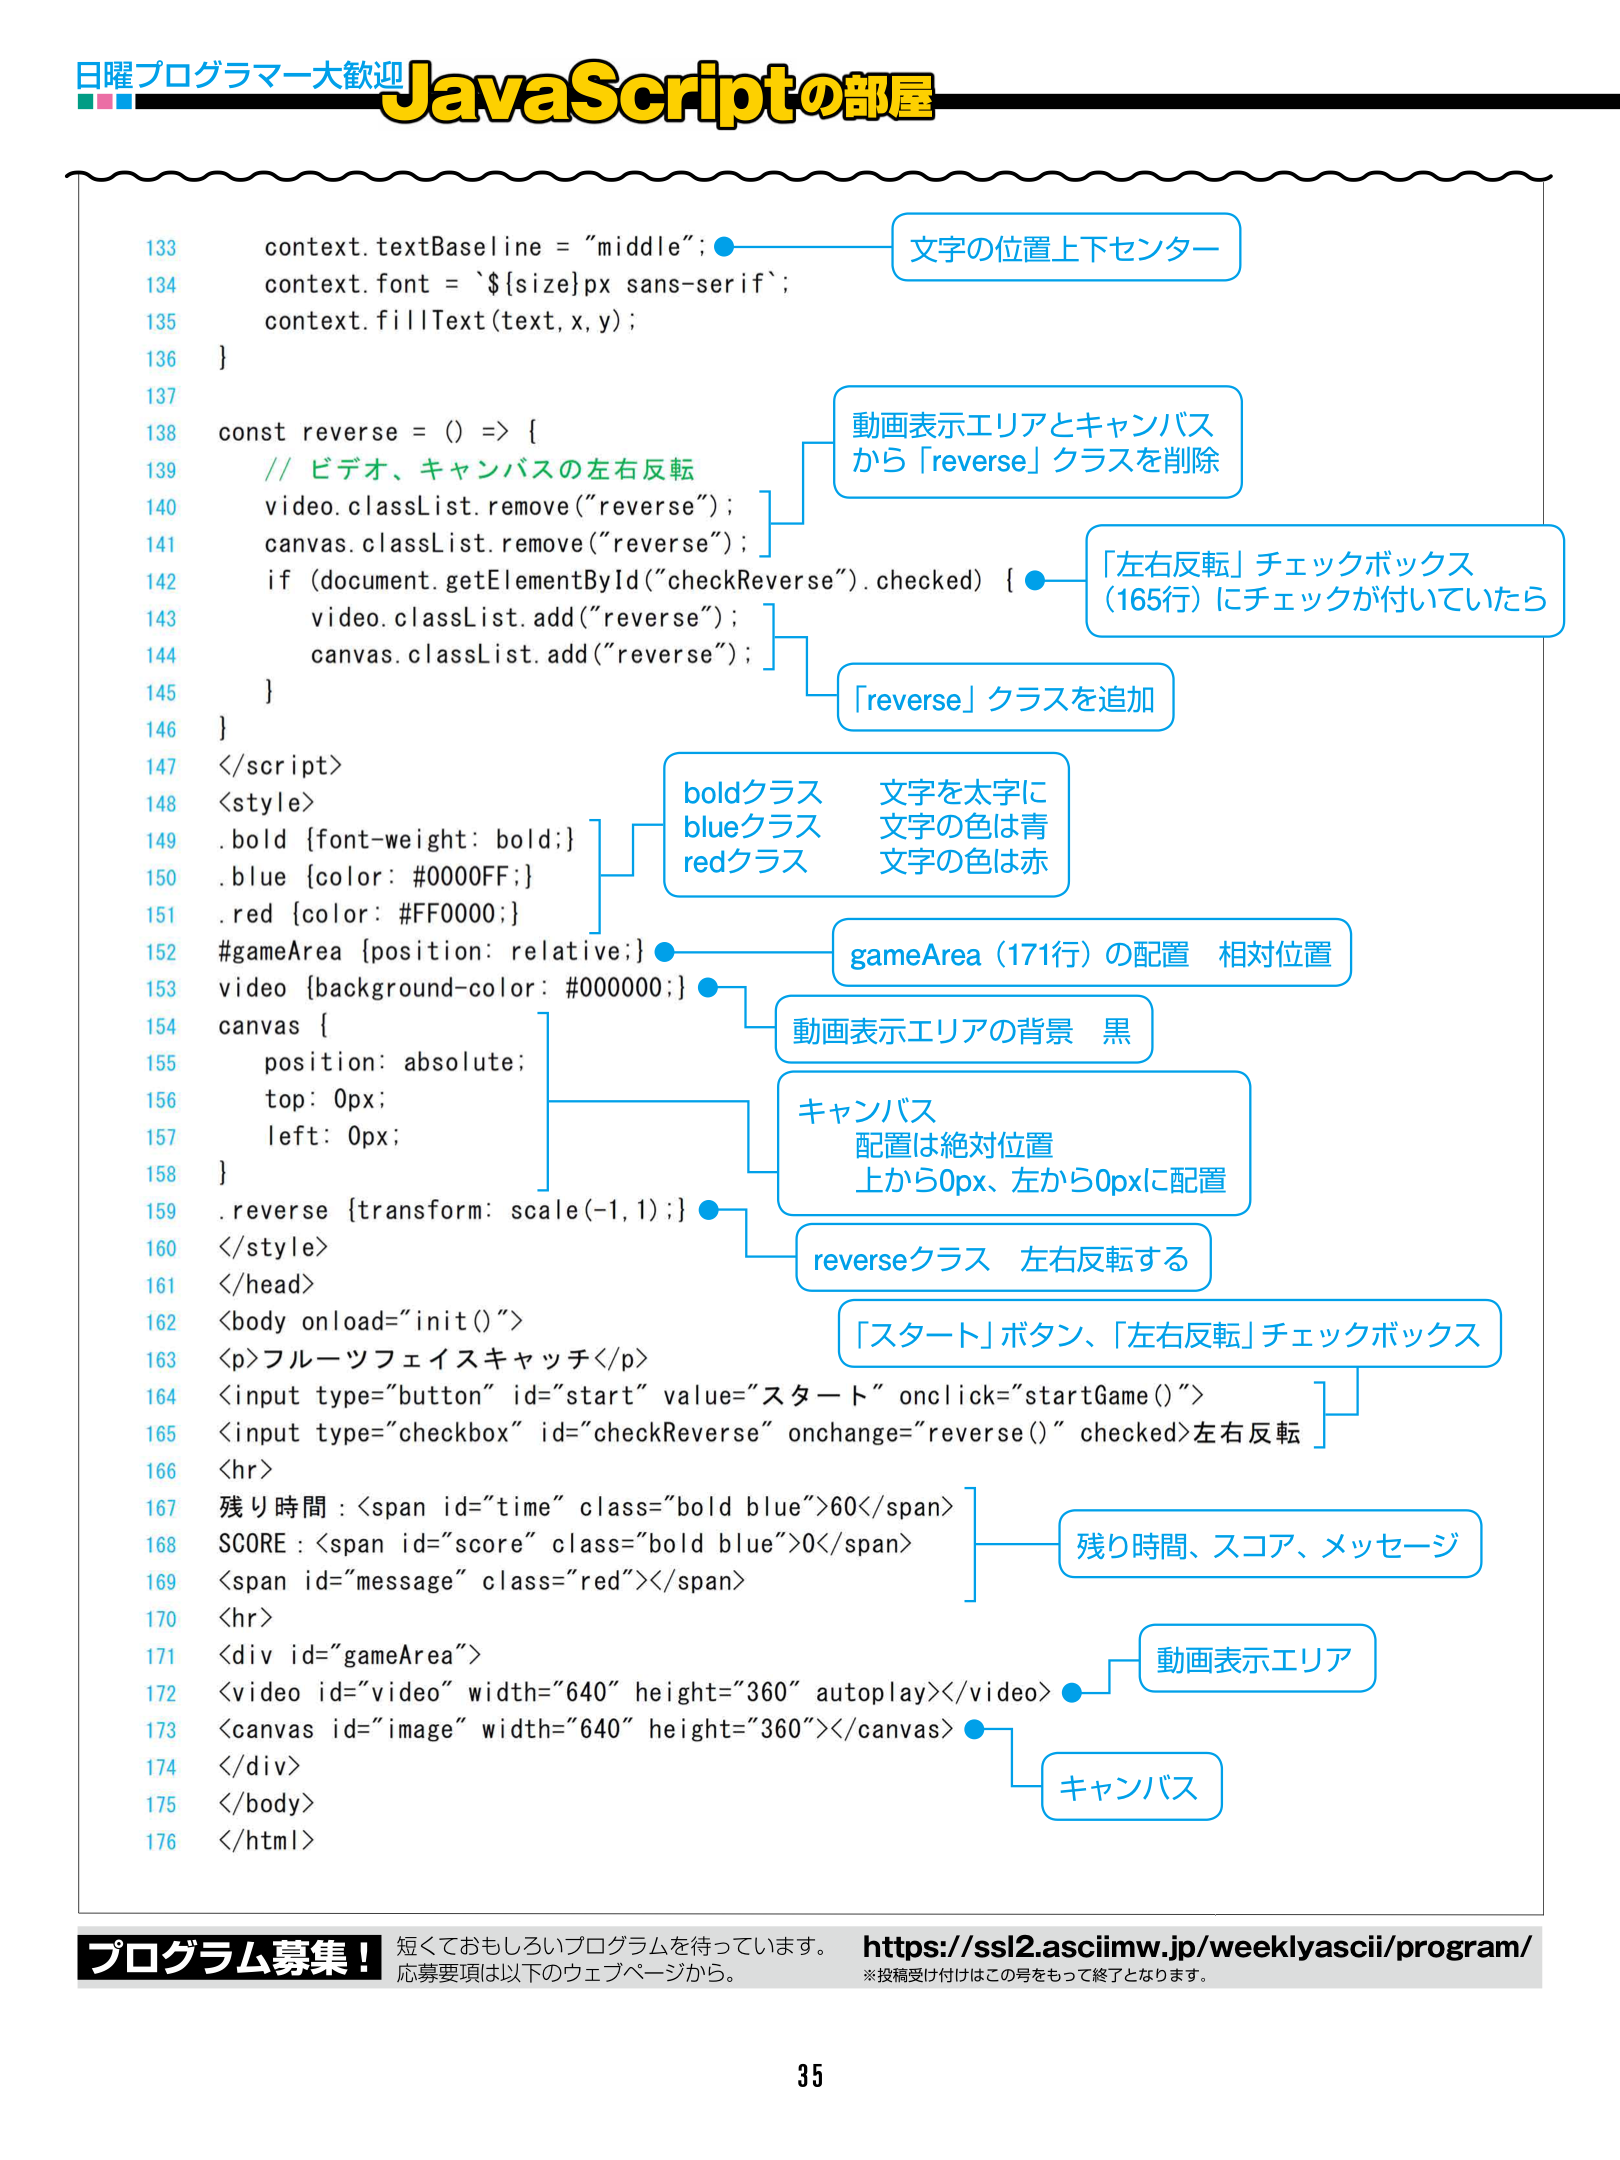 日曜プログラマー大歓迎
JavaScriptの部屋
133 context.textBaseline = "middle";
文字の位置上下センター
134 context.font = `${size}px sans-serif`;
135 context.fillText(text,x,y);
136 }
137
138 const reverse = () => {
動画表示エリアとキャンバス
から「reverse」クラスを削除
139 // ビデオ、キャンバスの左右反転
140 video.classList.remove("reverse");
141 canvas.classList.remove("reverse");
142 if (document.getElementById("checkReverse").checked) {
「左右反転」チェックボックス
（165行）にチェックが付いていたら
143 video.classList.add("reverse");
144 canvas.classList.add("reverse");
「reverse」クラスを追加
145 }
146 }
147 </script>
148 <style>
boldクラス 文字を太字に
blueクラス 文字の色は青
redクラス 文字の色は赤
149 .bold {font-weight: bold;}
150 .blue {color: #0000FF;}
151 .red {color: #FF0000;}
152 #gameArea {position: relative;}
gameArea（171行）の配置 相対位置
153 video {background-color: #000000;}
動画表示エリアの背景 黒
154 canvas {
155 position: absolute;
156 top: 0px;
157 left: 0px;
158 }
キャンバス
配置は絶対位置
上から0px、左から0pxに配置
159 .reverse {transform: scale(-1,1);}
reverseクラス 左右反転する
160 </style>
161 </head>
162 <body onload="init()">
「スタート」ボタン、「左右反転」チェックボックス
163 <p>フルーツフェイスキャッチ</p>
164 <input type="button" id="start" value="スタート" onclick="startGame()">
165 <input type="checkbox" id="checkReverse" onchange="reverse()" checked>左右反転
166 <hr>
167 残り時間：<span id="time" class="bold blue">60</span>
168 SCORE：<span id="score" class="bold blue">0</span>
残り時間、スコア、メッセージ
169 <span id="message" class="red"></span>
170 <hr>
171 <div id="gameArea">
動画表示エリア
172 <video id="video" width="640" height="360" autoplay></video>
173 <canvas id="image" width="640" height="360"></canvas>
キャンバス
174 </div>
175 </body>
176 </html>
プログラム募集！
短くておもしろいプログラムを待っています。
応募要項は以下のウェブページから。
https://ssl2.asciimw.jp/weeklyascii/program/
※投稿受け付けはこの号をもって終了となります。
35